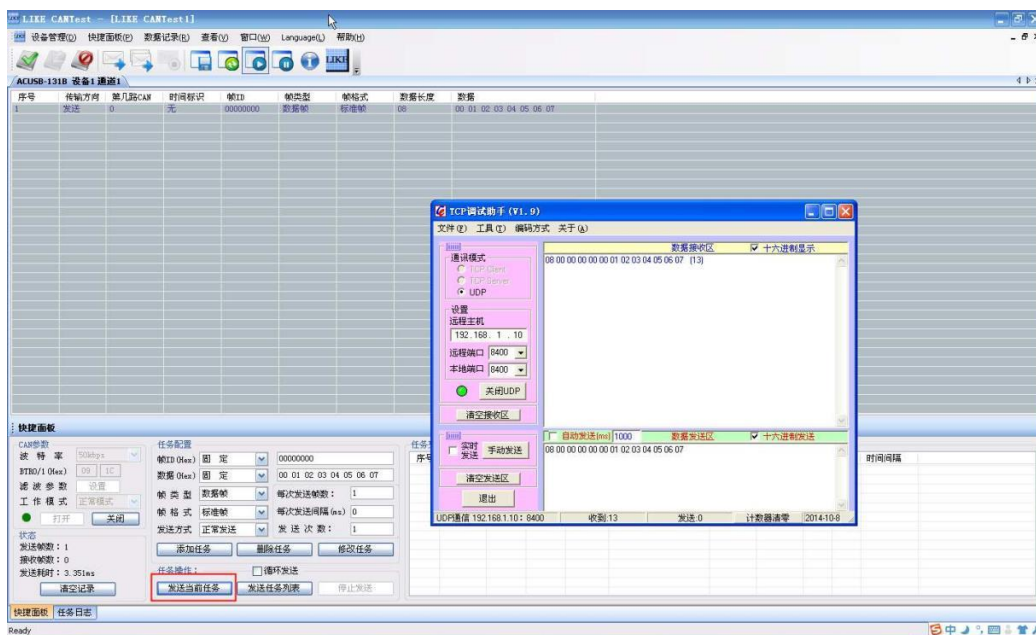 LIKE CANTest - [LIKE CANTest1]
设备管理(D) 快捷面板(P) 数据记录(R) 查看(V) 窗口(W) Language(L) 帮助(H)
LIKE
ACUSB-131B 设备1 通道1
序号 传输方向 第几路CAN 时间标识 帧ID 帧类型 帧格式 数据长度 数据
1 发送 0 无 00000000 数据帧 标准帧 08 00 01 02 03 04 05 06 07
TCP调试助手(V1.9)
文件(F) 工具(T) 编码方式 关于(A)
数据接收区 十六进制显示
通讯模式
TCP Client
TCP Server
UDP
08 00 00 00 00 00 01 02 03 04 05 06 07 (13)
设置
远程主机
192.168. 1 . 10
远程端口 8400
本地端口 8400
关闭UDP
清空接收区
自动发送(ms) 1000 数据发送区 十六进制发送
实时发送 手动发送
08 00 00 00 00 00 01 02 03 04 05 06 07
清空发送区
退出
UDP通信 192.168.1.10: 8400 收到:13 发送:0 计数器清零 2014-10-8
快捷面板
CAN参数
波 特 率 50kbps
BTR0/1(Hex) 09 1C
滤 波 参 数 设置
工 作 模 式 正常模式
打开 关闭
状态
发送帧数: 1
接收帧数: 0
发送耗时: 3.351ms
清空记录
任务配置
帧ID(Hex) 固 定 00000000
数据(Hex) 固 定 00 01 02 03 04 05 06 07
帧 类 型 数据帧 每次发送帧数: 1
帧 格 式 标准帧 每次发送间隔(ms) 0
发送方式 正常发送 发 送 次 数: 1
添加任务 删除任务 修改任务
任务操作: 循环发送
发送当前任务 发送任务列表 停止发送
时间间隔
快捷面板 任务日志
Ready
中